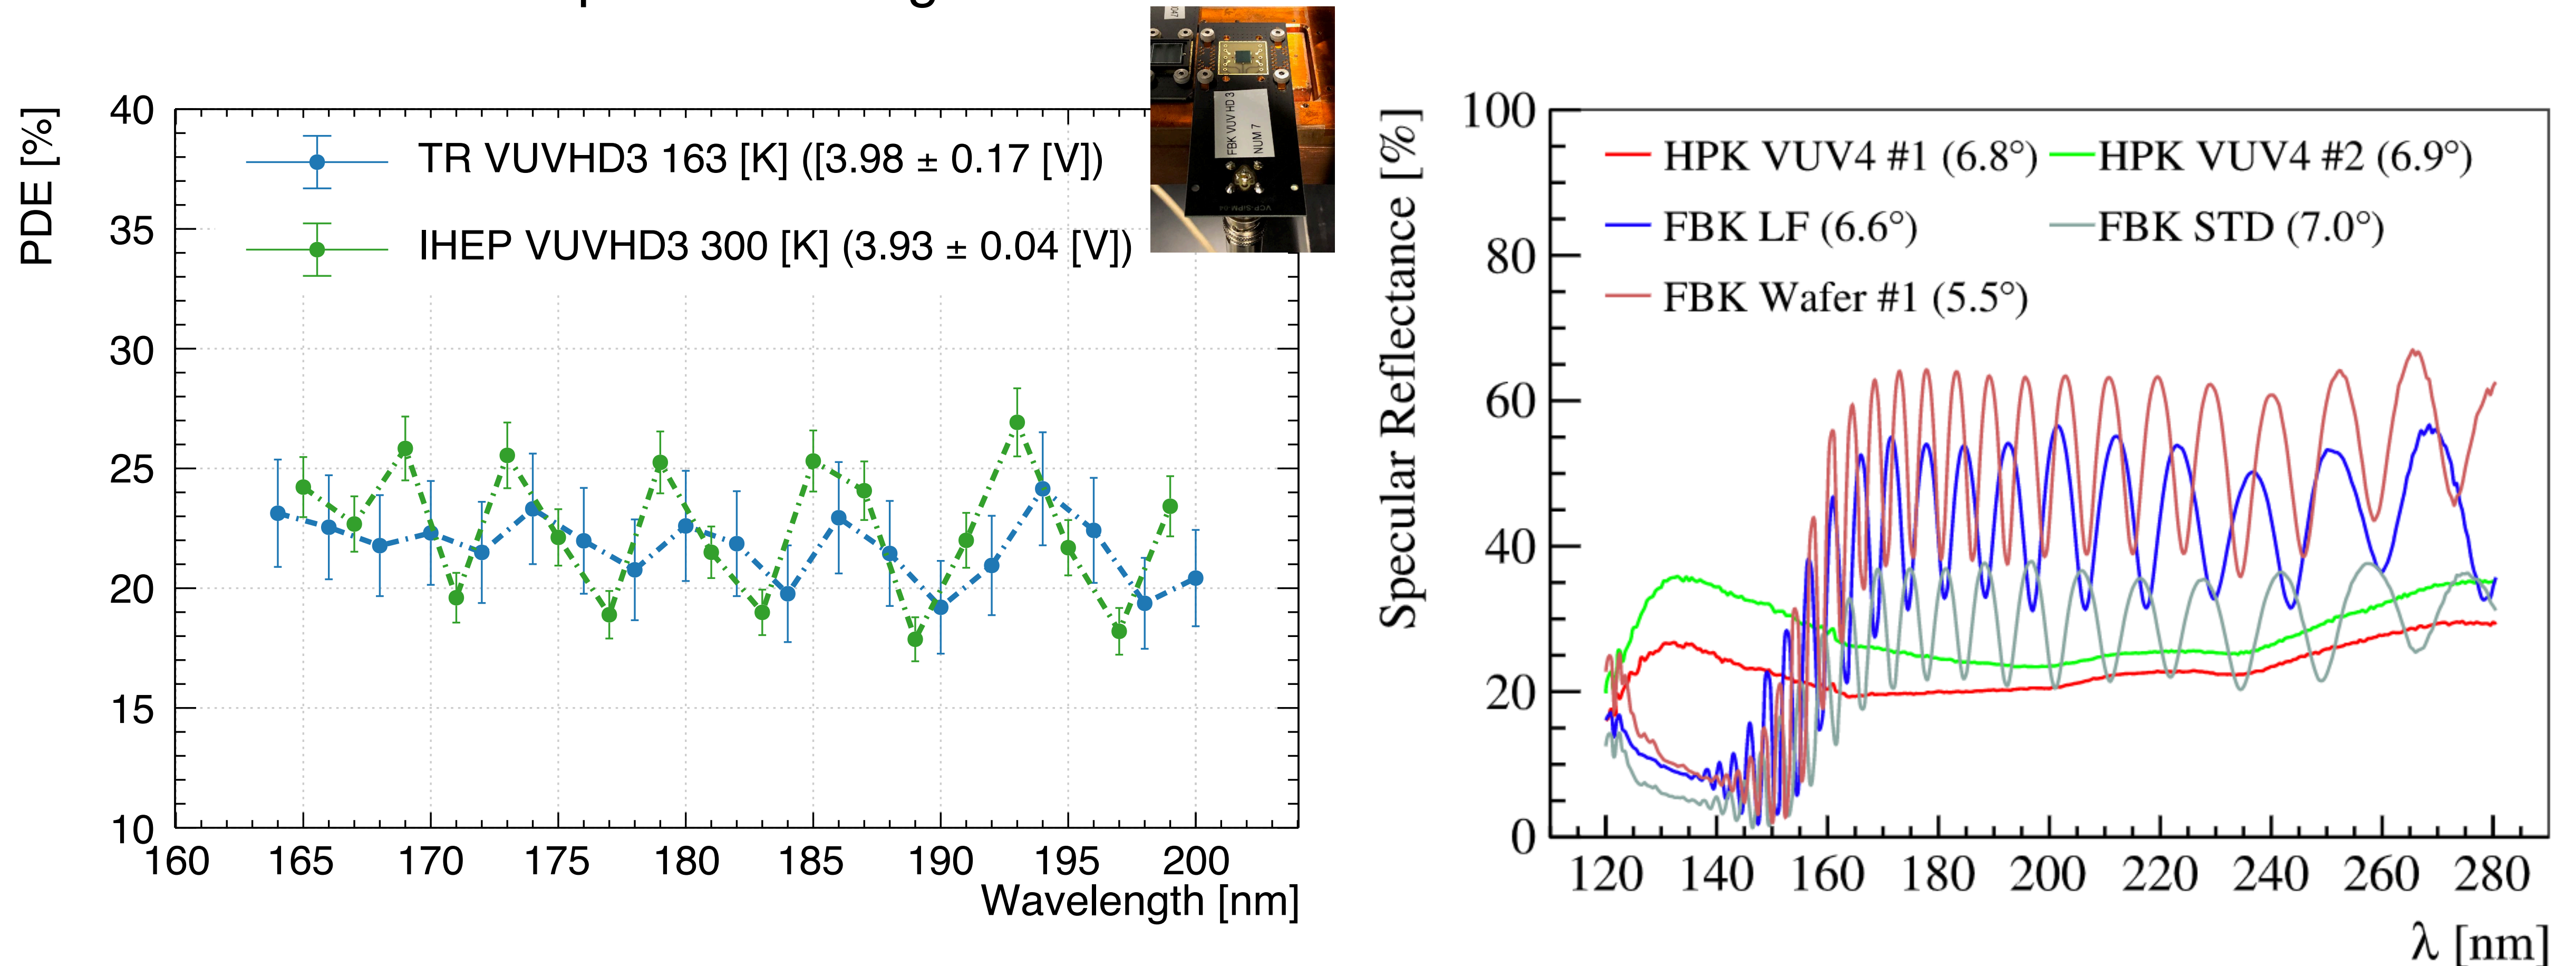 PDE [%]
40
35
30
25
20
15
10
TR VUVHD3 163 [K] ([3.98 ± 0.17 [V])
IHEP VUVHD3 300 [K] (3.93 ± 0.04 [V])
160 165 170 175 180 185 190 195 200
Wavelength [nm]
047
FBK VUV HD 3
NUM 7
Specular Reflectance [%]
100
80
60
40
20
0
HPK VUV4 #1 (6.8°) HPK VUV4 #2 (6.9°)
FBK LF (6.6°) FBK STD (7.0°)
FBK Wafer #1 (5.5°)
120 140 160 180 200 220 240 260 280
λ [nm]